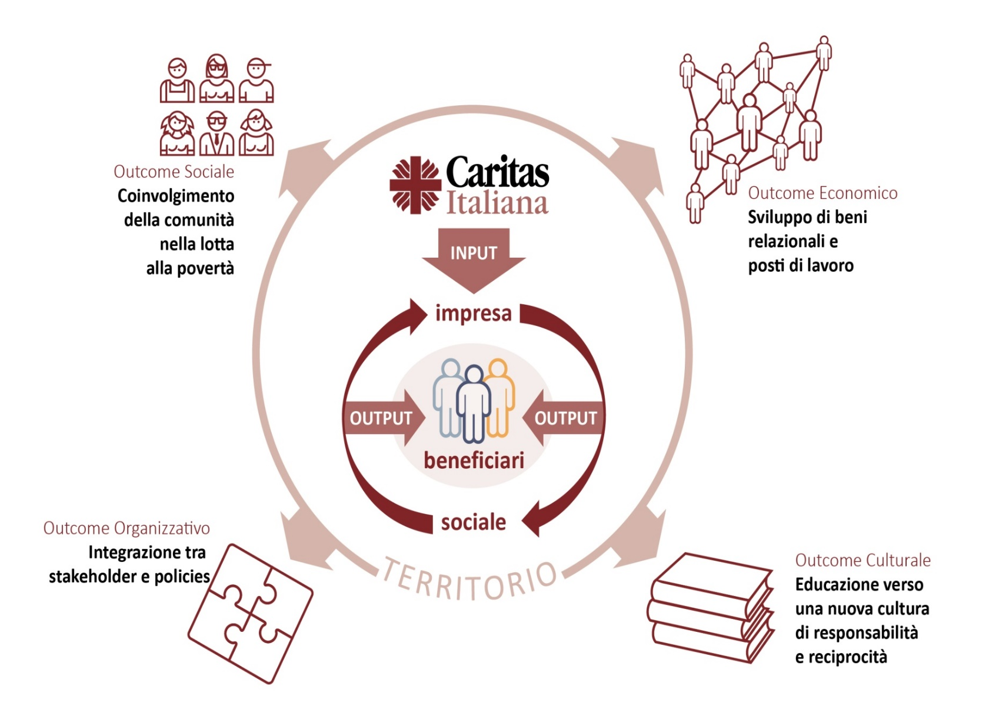 Outcome Sociale
Coinvolgimento
della comunità
nella lotta
alla povertà
Outcome Economico
Sviluppo di beni
relazionali e
posti di lavoro
Caritas
Italiana
INPUT
impresa
OUTPUT
OUTPUT
beneficiari
sociale
TERRITORIO
Outcome Organizzativo
Integrazione tra
stakeholder e policies
Outcome Culturale
Educazione verso
una nuova cultura
di responsabilità
e reciprocità